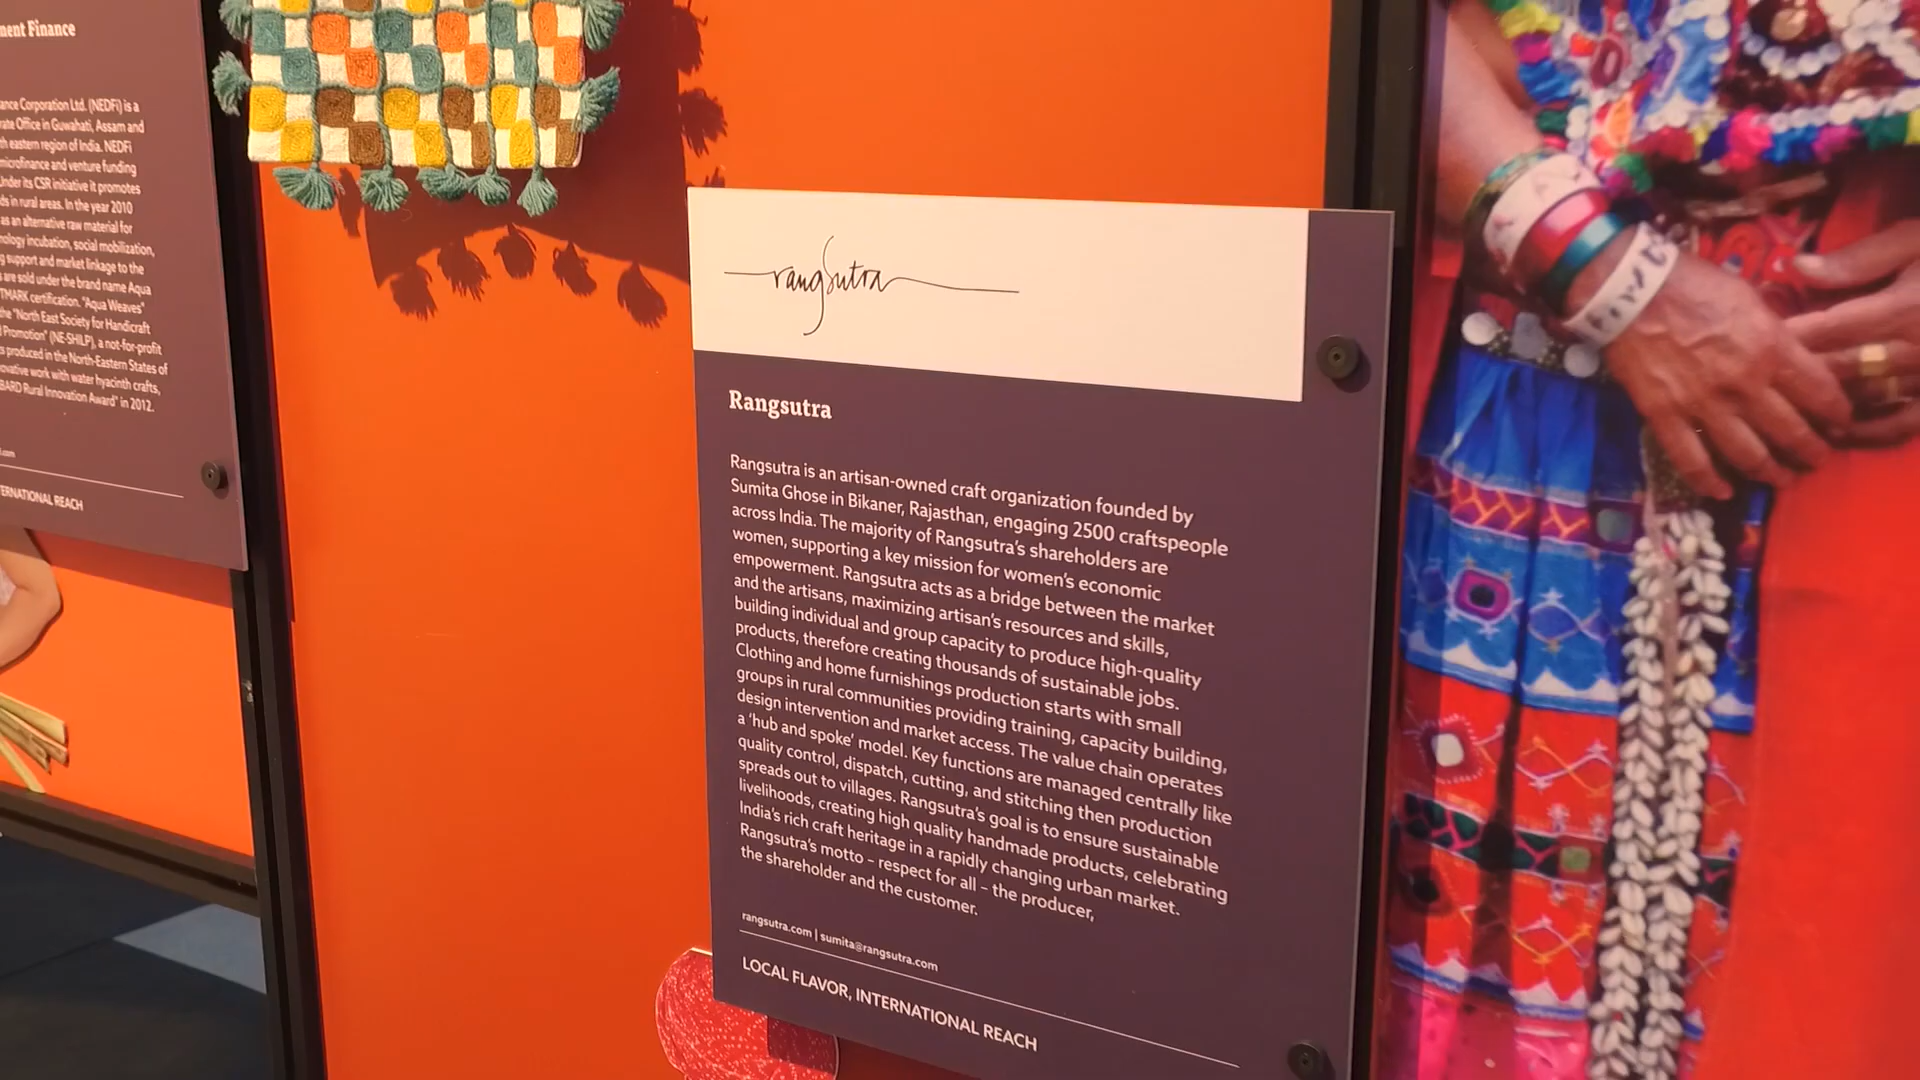 ment Finance
ance Corporation Ltd. (NEDFi) is a
rate Office in Guwahati, Assam and
th eastern region of India. NEDFi
microfinance and venture funding
Under its CSR initiative it promotes
ds in rural areas. In the year 2010
as an alternative raw material for
nology incubation, social mobilization,
g support and market linkage to the
s are sold under the brand name Aqua
TMARK certification. "Aqua Weaves"
the "North East Society for Handicraft
d Promotion" (NE-SHILP), a not-for-profit
s produced in the North-Eastern States of
ovative work with water hyacinth crafts,
BARD Rural Innovation Award" in 2012.
.com
ERNATIONAL REACH
rangsutra
Rangsutra
Rangsutra is an artisan-owned craft organization founded by
Sumita Ghose in Bikaner, Rajasthan, engaging 2500 craftspeople
across India. The majority of Rangsutra's shareholders are
women, supporting a key mission for women's economic
empowerment. Rangsutra acts as a bridge between the market
and the artisans, maximizing artisan's resources and skills,
building individual and group capacity to produce high-quality
products, therefore creating thousands of sustainable jobs.
Clothing and home furnishings production starts with small
groups in rural communities providing training, capacity building,
design intervention and market access. The value chain operates
a 'hub and spoke' model. Key functions are managed centrally like
quality control, dispatch, cutting, and stitching then production
spreads out to villages. Rangsutra's goal is to ensure sustainable
livelihoods, creating high quality handmade products, celebrating
India's rich craft heritage in a rapidly changing urban market.
Rangsutra's motto – respect for all – the producer,
the shareholder and the customer.
rangsutra.com | sumita@rangsutra.com
LOCAL FLAVOR, INTERNATIONAL REACH